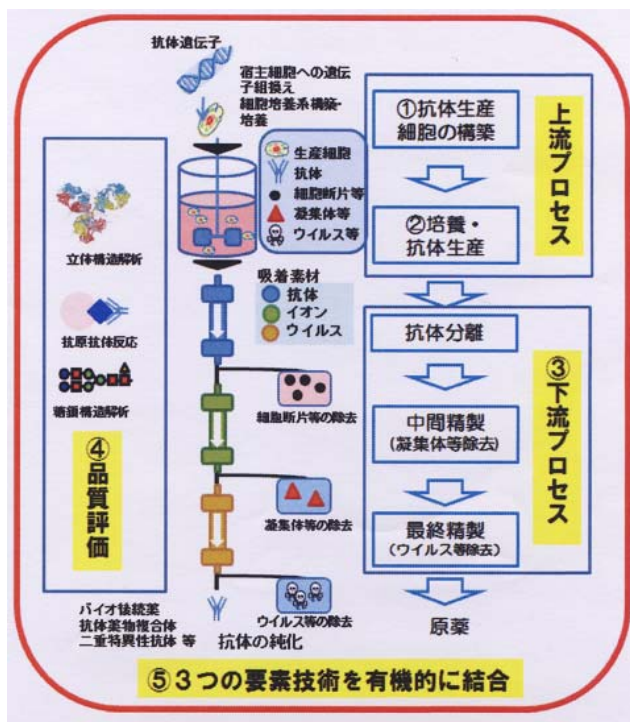 抗体遺伝子
宿主細胞への遺伝
子組換え
細胞培養系構築・
培養
生産細胞
抗体
細胞断片等
凝集体等
ウイルス等
吸着素材
抗体
イオン
ウイルス
細胞断片等の除去
凝集体等の除去
ウイルス等の除去
抗体の純化
立体構造解析
抗原抗体反応
糖鎖構造解析
④品質評価
バイオ後続薬
抗体薬物複合体
二重特異性抗体 等
①抗体生産
細胞の構築
②培養・
抗体生産
上流プロセス
抗体分離
中間精製
(凝集体等除去)
最終精製
(ウイルス等除去)
③下流プロセス
原薬
⑤3つの要素技術を有機的に結合